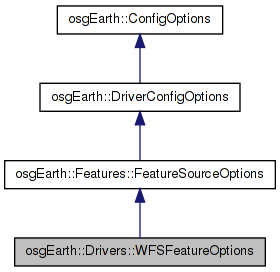 osgEarth::ConfigOptions
osgEarth::DriverConfigOptions
osgEarth::Features::FeatureSourceOptions
osgEarth::Drivers::WFSFeatureOptions